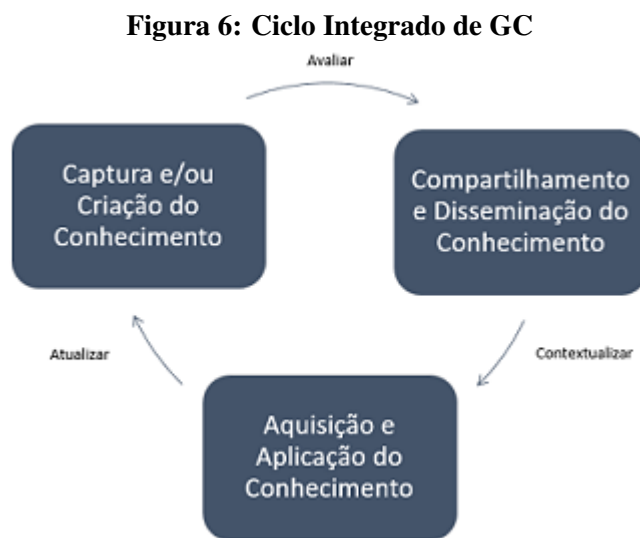 Figura 6: Ciclo Integrado de GC
Avaliar
Captura e/ou
Criação do
Conhecimento
Compartilhamento
e Disseminação do
Conhecimento
Atualizar
Contextualizar
Aquisição e
Aplicação do
Conhecimento